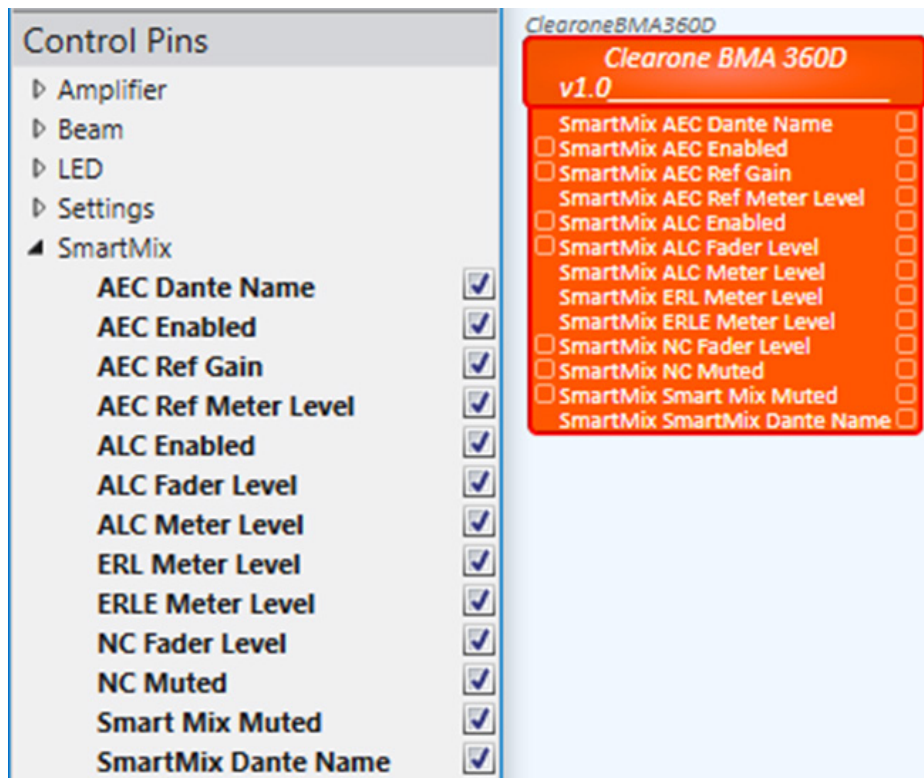 Control Pins
Amplifier
Beam
LED
Settings
SmartMix
AEC Dante Name
AEC Enabled
AEC Ref Gain
AEC Ref Meter Level
ALC Enabled
ALC Fader Level
ALC Meter Level
ERL Meter Level
ERLE Meter Level
NC Fader Level
NC Muted
Smart Mix Muted
SmartMix Dante Name
ClearoneBMA360D
Clearone BMA 360D
v1.0
SmartMix AEC Dante Name
SmartMix AEC Enabled
SmartMix AEC Ref Gain
SmartMix AEC Ref Meter Level
SmartMix ALC Enabled
SmartMix ALC Fader Level
SmartMix ALC Meter Level
SmartMix ERL Meter Level
SmartMix ERLE Meter Level
SmartMix NC Fader Level
SmartMix NC Muted
SmartMix Smart Mix Muted
SmartMix SmartMix Dante Name